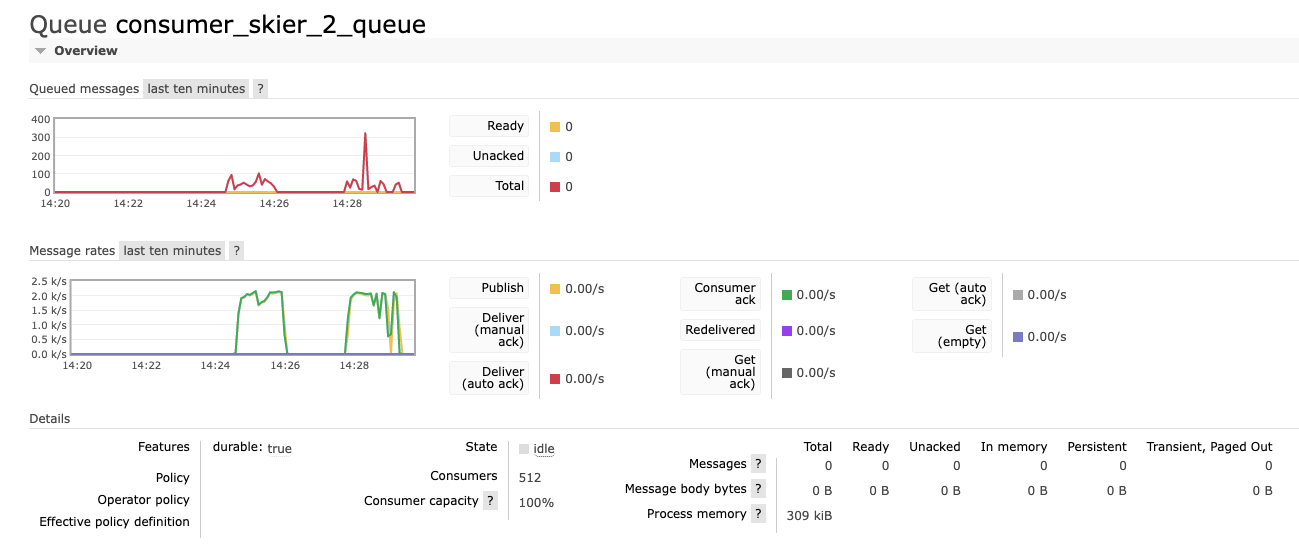 Queue consumer_skier_2_queue
Overview
Queued messages last ten minutes ?
400
300
200
100
0
14:20 14:22 14:24 14:26 14:28
Ready 0
Unacked 0
Total 0
Message rates last ten minutes ?
2.5 k/s
2.0 k/s
1.5 k/s
1.0 k/s
0.5 k/s
0.0 k/s
14:20 14:22 14:24 14:26 14:28
Publish 0.00/s
Deliver
(manual
ack) 0.00/s
Deliver
(auto ack) 0.00/s
Consumer
ack 0.00/s
Redelivered 0.00/s
Get
(manual
ack) 0.00/s
Get (auto
ack) 0.00/s
Get
(empty) 0.00/s
Details
Features durable: true
Policy
Operator policy
Effective policy definition
State idle
Consumers 512
Consumer capacity ? 100%
Total Ready Unacked In memory Persistent Transient, Paged Out
Messages ? 0 0 0 0 0 0
Message body bytes ? 0 B 0 B 0 B 0 B 0 B 0 B
Process memory ? 309 kiB